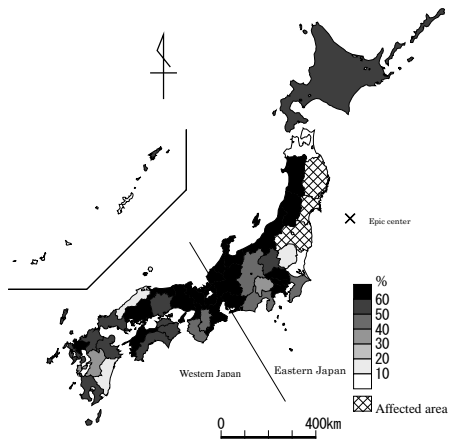 Epic center
%
60
50
40
30
20
10
Western Japan
Eastern Japan
Affected area
0 400km